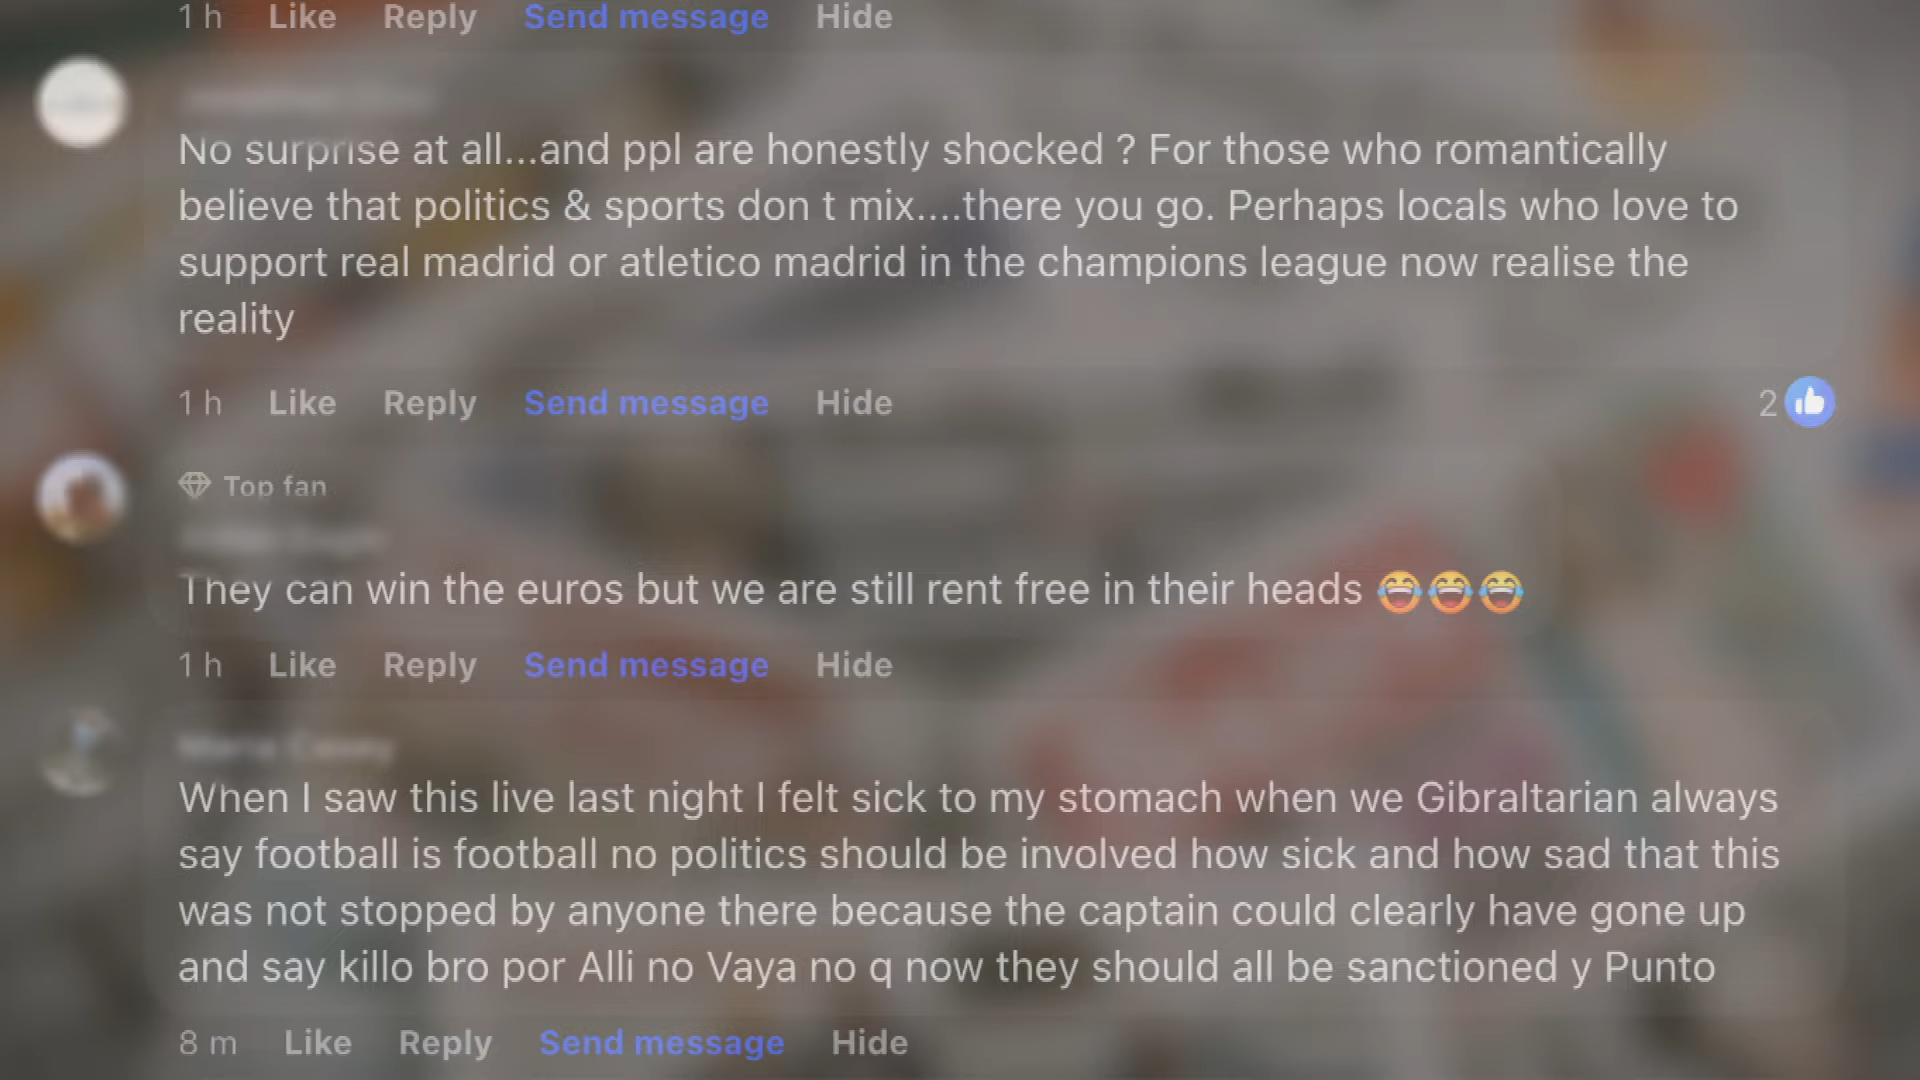 1 h Like Reply Send message Hide
No surprise at all...and ppl are honestly shocked ? For those who romantically
believe that politics & sports don t mix....there you go. Perhaps locals who love to
support real madrid or atletico madrid in the champions league now realise the
reality
1 h Like Reply Send message Hide 2
Top fan
They can win the euros but we are still rent free in their heads 😂😂😂
1 h Like Reply Send message Hide
When I saw this live last night I felt sick to my stomach when we Gibraltarian always
say football is football no politics should be involved how sick and how sad that this
was not stopped by anyone there because the captain could clearly have gone up
and say killo bro por Alli no Vaya no q now they should all be sanctioned y Punto
8 m Like Reply Send message Hide